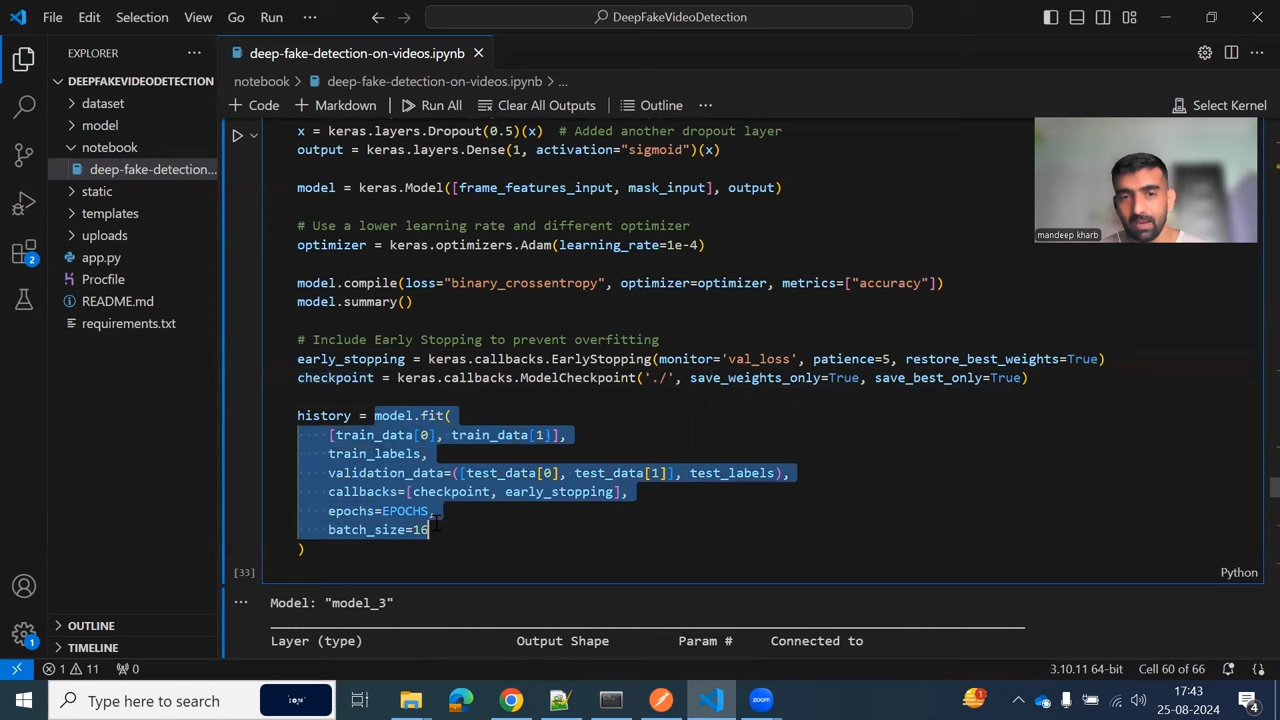 File Edit Selection View Go Run ··· DeepFakeVideoDetection
EXPLORER ···
DEEPFAKEVIDEODETECTION
dataset
model
notebook
deep-fake-detection-...
static
templates
uploads
app.py
Procfile
README.md
requirements.txt
OUTLINE
TIMELINE
2
1
deep-fake-detection-on-videos.ipynb
notebook > deep-fake-detection-on-videos.ipynb > ...
+ Code + Markdown Run All Clear All Outputs Outline ··· Select Kernel
x = keras.layers.Dropout(0.5)(x)  # Added another dropout layer
output = keras.layers.Dense(1, activation="sigmoid")(x)
model = keras.Model([frame_features_input, mask_input], output)
# Use a lower learning rate and different optimizer
optimizer = keras.optimizers.Adam(learning_rate=1e-4)
model.compile(loss="binary_crossentropy", optimizer=optimizer, metrics=["accuracy"])
model.summary()
# Include Early Stopping to prevent overfitting
early_stopping = keras.callbacks.EarlyStopping(monitor='val_loss', patience=5, restore_best_weights=True)
checkpoint = keras.callbacks.ModelCheckpoint('./', save_weights_only=True, save_best_only=True)
history = model.fit(
    [train_data[0], train_data[1]],
    train_labels,
    validation_data=([test_data[0], test_data[1]], test_labels),
    callbacks=[checkpoint, early_stopping],
    epochs=EPOCHS,
    batch_size=16
)
[33] Python
Model: "model_3"
Layer (type) Output Shape Param # Connected to
mandeep kharb
1 11 0 3.10.11 64-bit Cell 60 of 66
Type here to search
zoom
1
17:43
25-08-2024
4